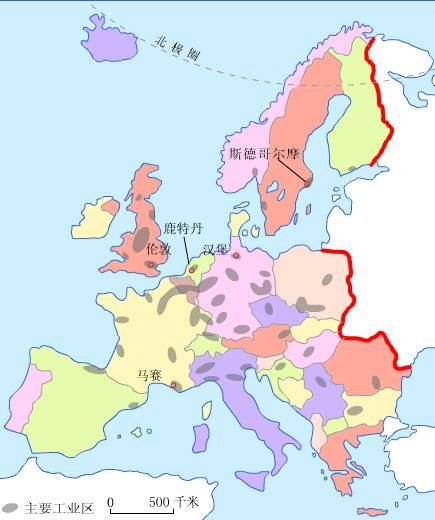 北极圈
斯德哥尔摩
鹿特丹
伦敦
汉堡
马赛
主要工业区
0 500千米